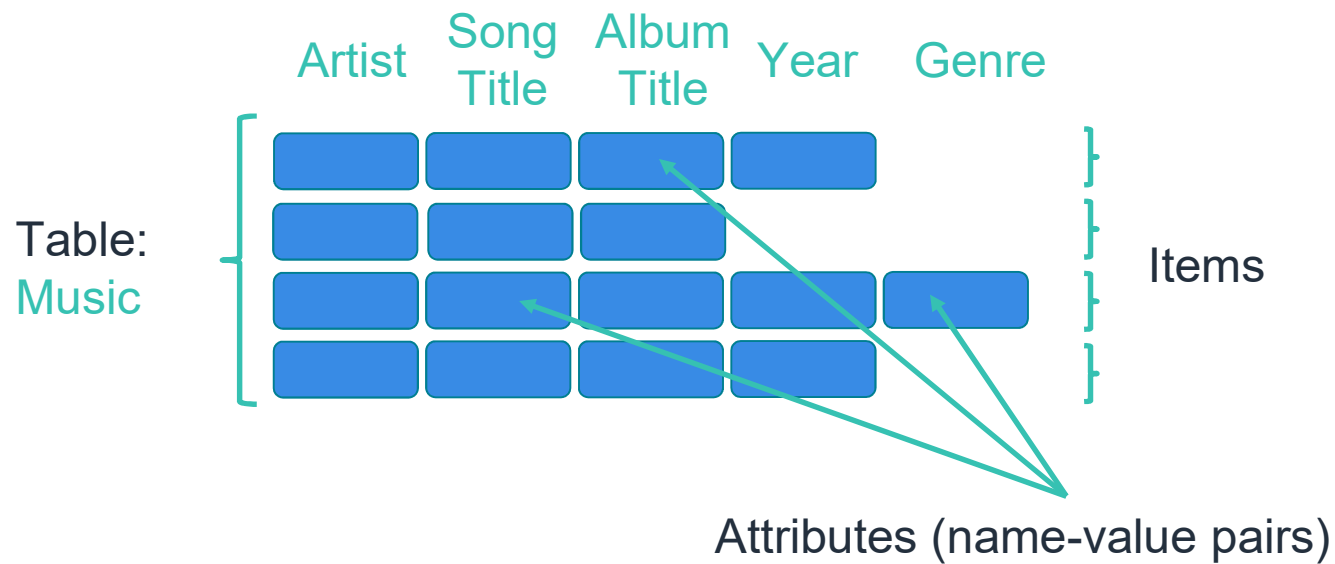 Artist
Song
Title
Album
Title
Year
Genre
Table:
Music
Items
Attributes (name-value pairs)